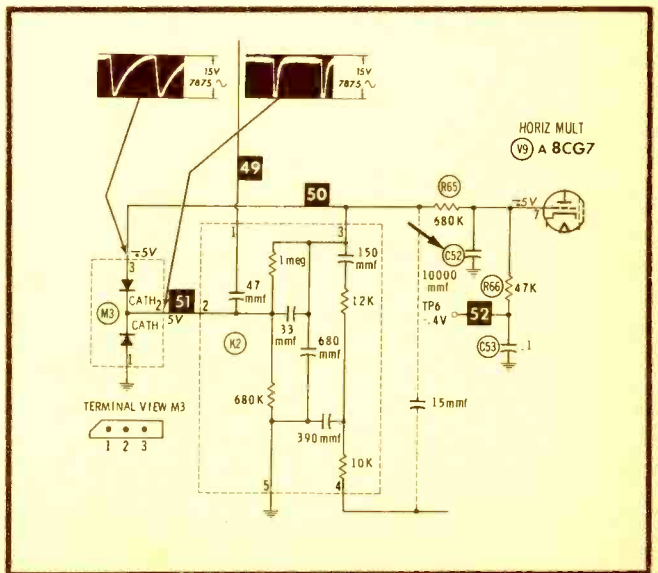 15V
7875 ∿
15V
7875 ∿
HORIZ MULT
V9 A 8CG7
49
50
R65
680K
-.5V
7
-.5V
3
1
3
1 meg
150
mmf
C52
10000
mmf
R66
47K
CATH
M3
CATH
2
51
.5V
2
47
mmf
12K
TP6
-.4V
52
33
mmf
K2
680
mmf
C53
.1
1
TERMINAL VIEW M3
1 2 3
680K
15mmf
390mmf
10K
5
4